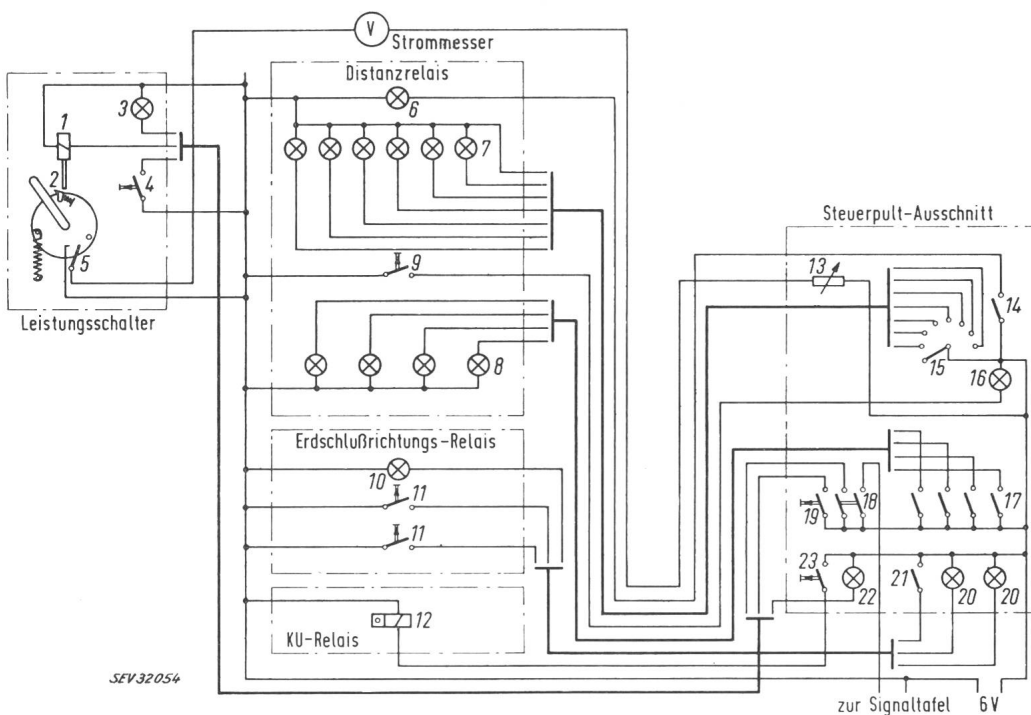 V
Strommesser
Distanzrelais
3
6
1
7
2
4
Steuerpult-Ausschnitt
5
9
13
14
Leistungsschalter
15
16
8
Erdschlußrichtungs-Relais
10
11
19
18
17
11
23
22
21
20
20
12
KU-Relais
SEV 32054
zur Signaltafel
6V